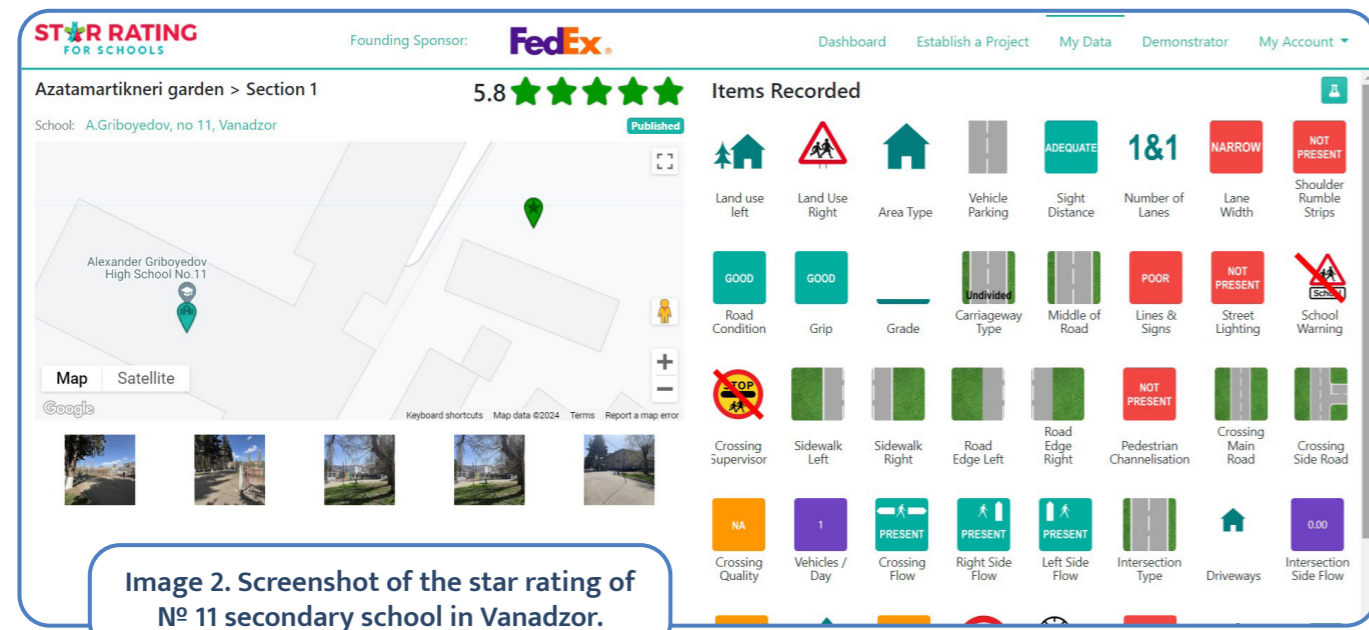 ST★R RATING
FOR SCHOOLS
Founding Sponsor:
FedEx.
Dashboard Establish a Project My Data Demonstrator My Account
Azatamartikneri garden > Section 1
5.8
School: A.Griboyedov, no 11, Vanadzor
Published
Alexander Griboyedov
High School No.11
Map Satellite
Google
Keyboard shortcuts Map data ©2024 Terms Report a map error
Image 2. Screenshot of the star rating of
№ 11 secondary school in Vanadzor.
Items Recorded
ADEQUATE 1&1 NARROW NOT PRESENT
Land use left
Land Use Right
Area Type
Vehicle Parking
Sight Distance
Number of Lanes
Lane Width
Shoulder Rumble Strips
GOOD GOOD Undivided POOR NOT PRESENT School
Road Condition
Grip
Grade
Carriageway Type
Middle of Road
Lines & Signs
Street Lighting
School Warning
STOP NOT PRESENT
Crossing Supervisor
Sidewalk Left
Sidewalk Right
Road Edge Left
Road Edge Right
Pedestrian Channelisation
Crossing Main Road
Crossing Side Road
NA 1 PRESENT PRESENT PRESENT 0.00
Crossing Quality
Vehicles / Day
Crossing Flow
Right Side Flow
Left Side Flow
Intersection Type
Driveways
Intersection Side Flow